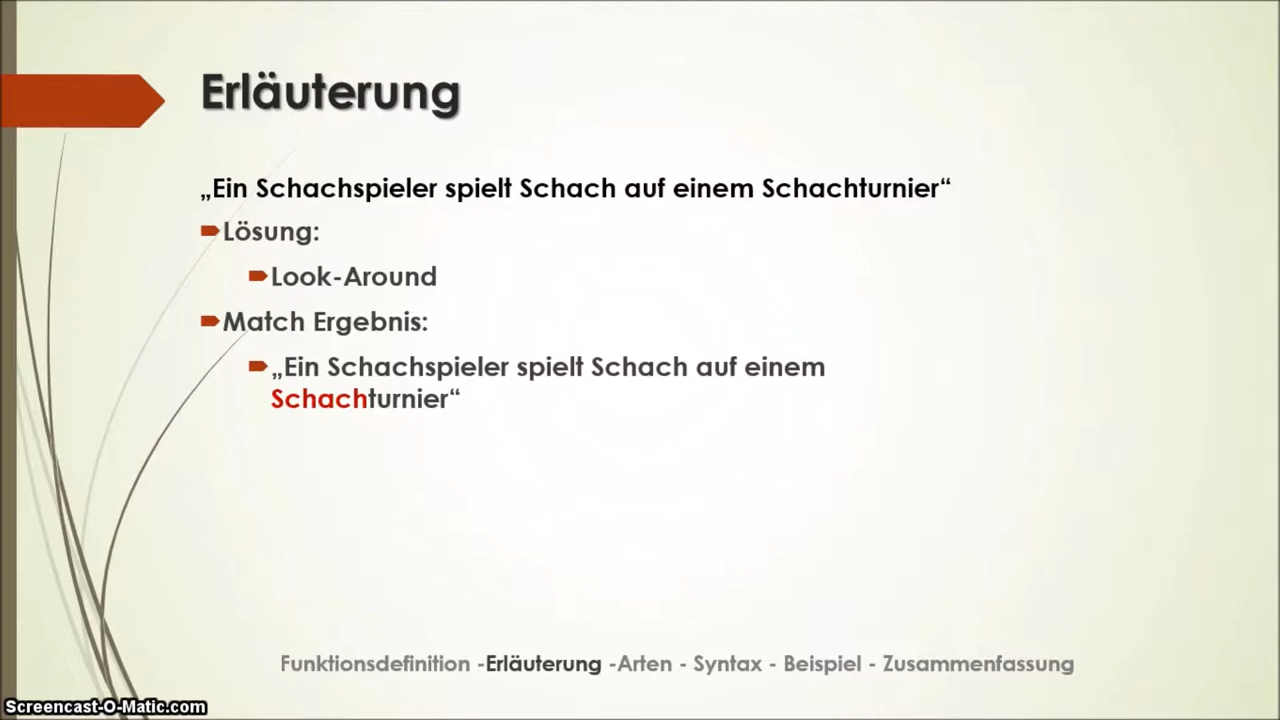 Erläuterung
„Ein Schachspieler spielt Schach auf einem Schachturnier“
Lösung:
Look-Around
Match Ergebnis:
„Ein Schachspieler spielt Schach auf einem
Schachturnier“
Funktionsdefinition -Erläuterung -Arten - Syntax - Beispiel - Zusammenfassung
Screencast-O-Matic.com